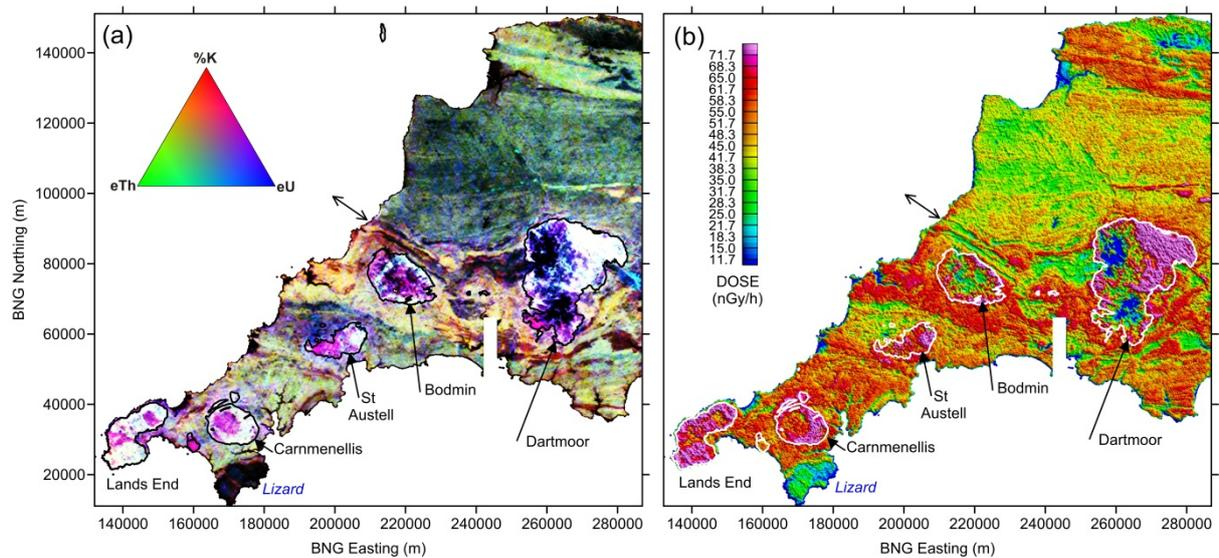 (a)
%K
eTh
eU
BNG Northing (m)
140000
120000
100000
80000
60000
40000
20000
Bodmin
St
Austell
Dartmoor
Carnmenellis
Lands End
Lizard
140000 160000 180000 200000 220000 240000 260000 280000
BNG Easting (m)
(b)
71.7
68.3
65.0
61.7
58.3
55.0
51.7
48.3
45.0
41.7
38.3
35.0
31.7
28.3
25.0
21.7
18.3
15.0
11.7
DOSE
(nGy/h)
Bodmin
St
Austell
Dartmoor
Carnmenellis
Lands End
Lizard
140000 160000 180000 200000 220000 240000 260000 280000
BNG Easting (m)